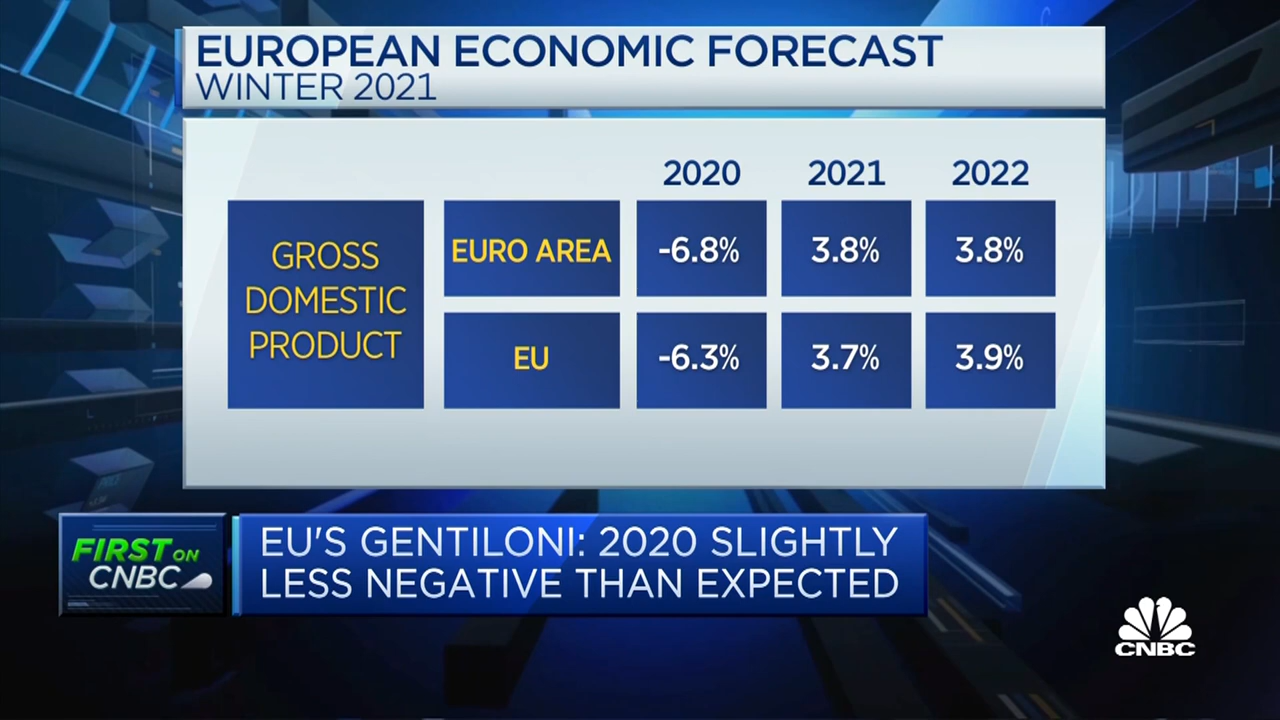 EUROPEAN ECONOMIC FORECAST
WINTER 2021
2020 2021 2022
GROSS
DOMESTIC
PRODUCT
EURO AREA -6.8% 3.8% 3.8%
EU -6.3% 3.7% 3.9%
FIRST ON
CNBC
EU'S GENTILONI: 2020 SLIGHTLY
LESS NEGATIVE THAN EXPECTED
CNBC